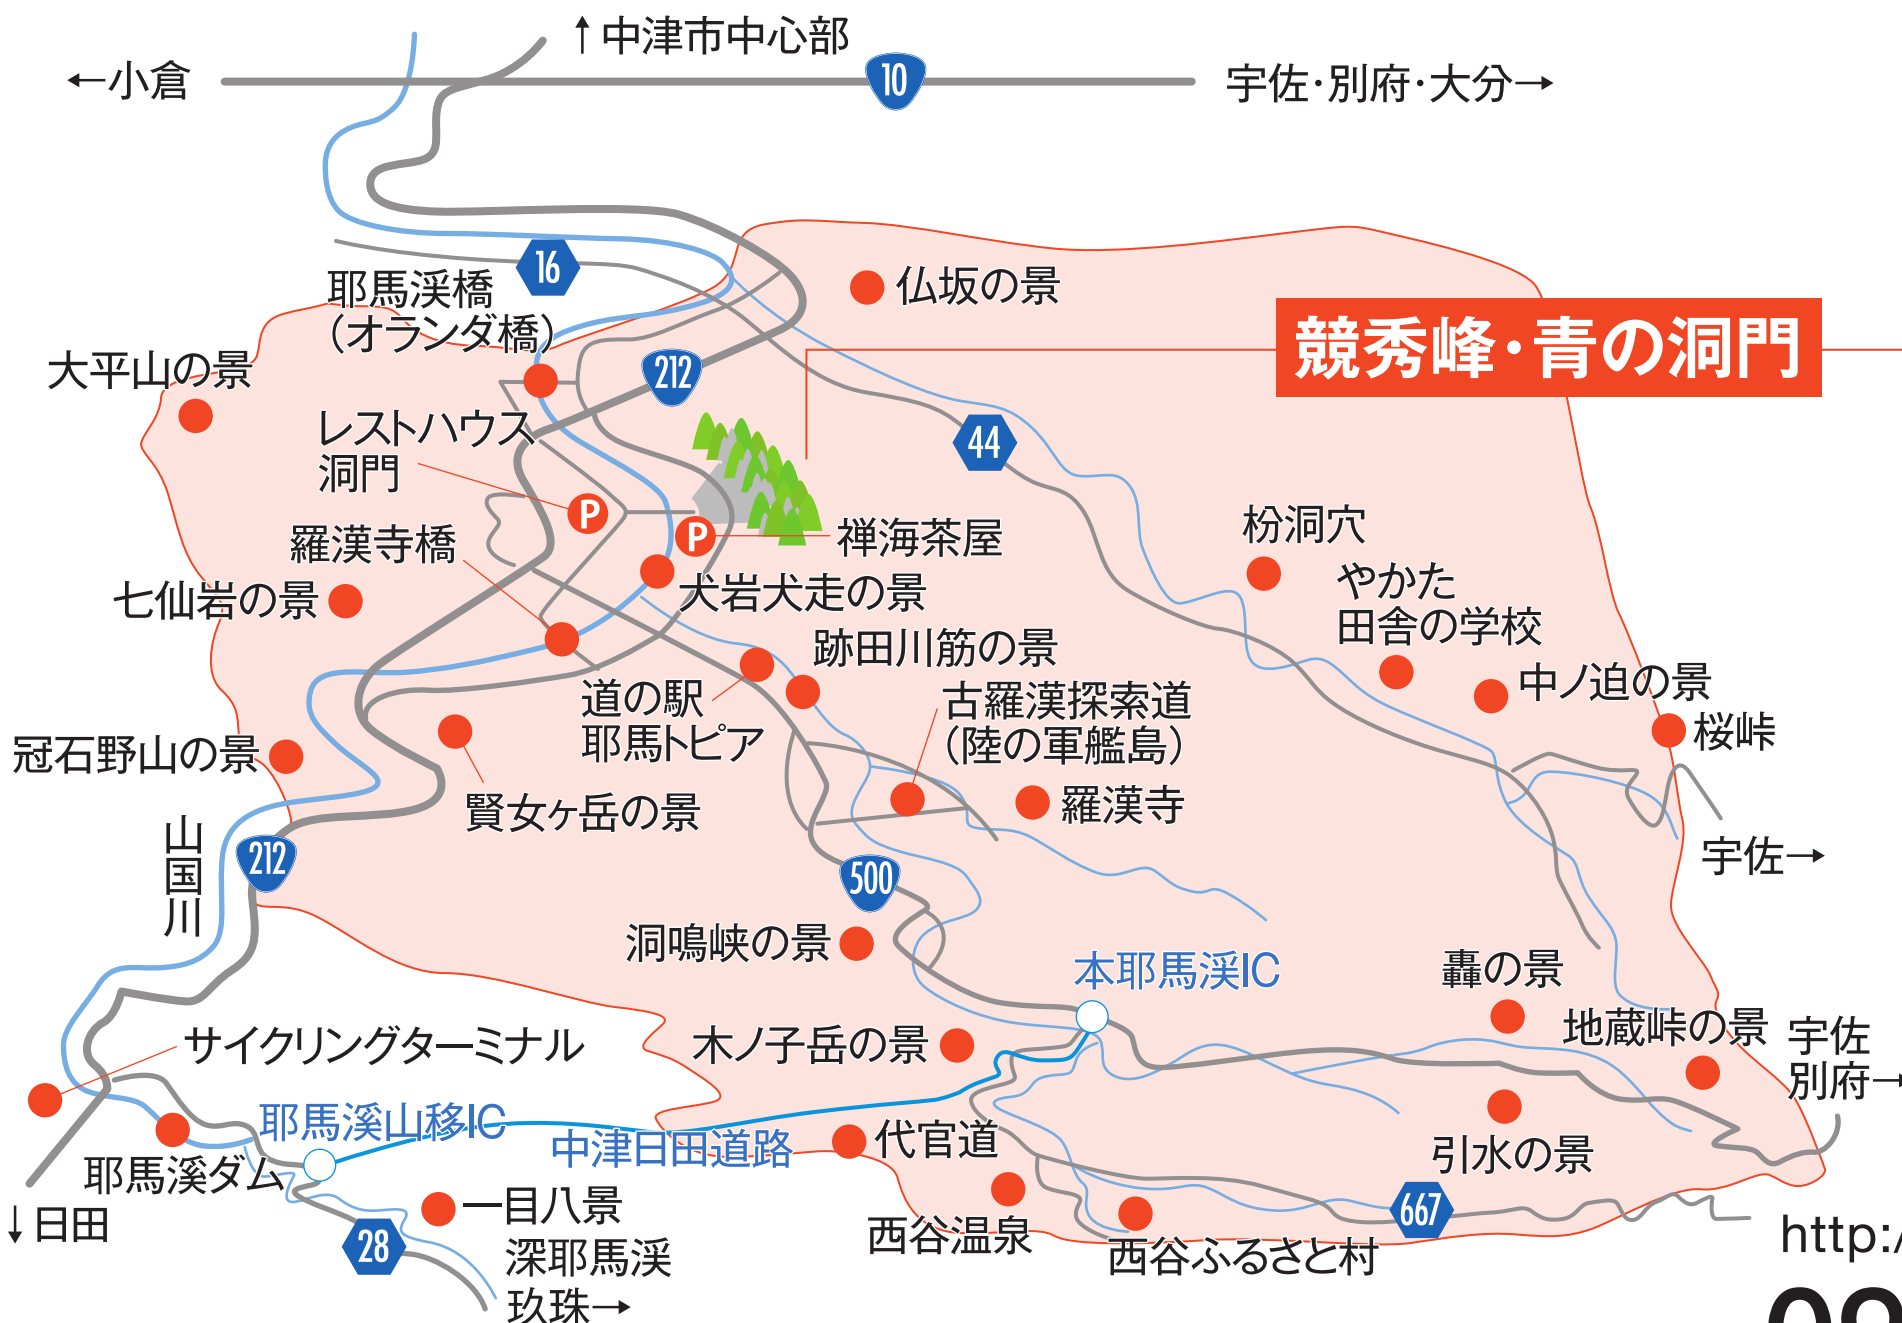 ↑中津市中心部
←小倉
10
宇佐・別府・大分→
16
耶馬渓橋
（オランダ橋）
仏坂の景
競秀峰・青の洞門
大平山の景
212
レストハウス
洞門
44
P
P
羅漢寺橋
禅海茶屋
枌洞穴
七仙岩の景
犬岩犬走の景
やかた
田舎の学校
跡田川筋の景
中ノ迫の景
道の駅
耶馬トピア
古羅漢探索道
（陸の軍艦島）
桜峠
冠石野山の景
賢女ヶ岳の景
羅漢寺
山国川
212
宇佐→
500
洞鳴峡の景
本耶馬渓IC
轟の景
サイクリングターミナル
木ノ子岳の景
地蔵峠の景
宇佐
別府→
耶馬渓山移IC
中津日田道路
代官道
引水の景
耶馬渓ダム
↓日田
一目八景
深耶馬渓
玖珠→
28
西谷温泉
西谷ふるさと村
667
http:/